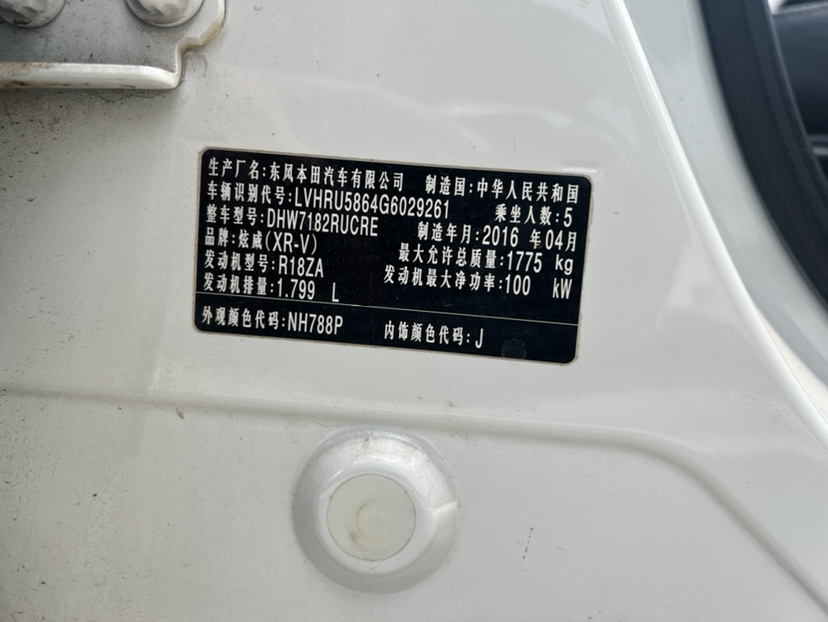 生产厂名:东风本田汽车有限公司 制造国:中华人民共和国
车辆识别代号:LVHRU5864G6029261 乘坐人数:5
整车型号:DHW7182RUCRE 制造年月:2016 年04月
品牌:炫威(XR-V) 最大允许总质量:1775 kg
发动机型号:R18ZA 发动机最大净功率:100 kW
发动机排量:1.799 L
外观颜色代码:NH788P 内饰颜色代码:J